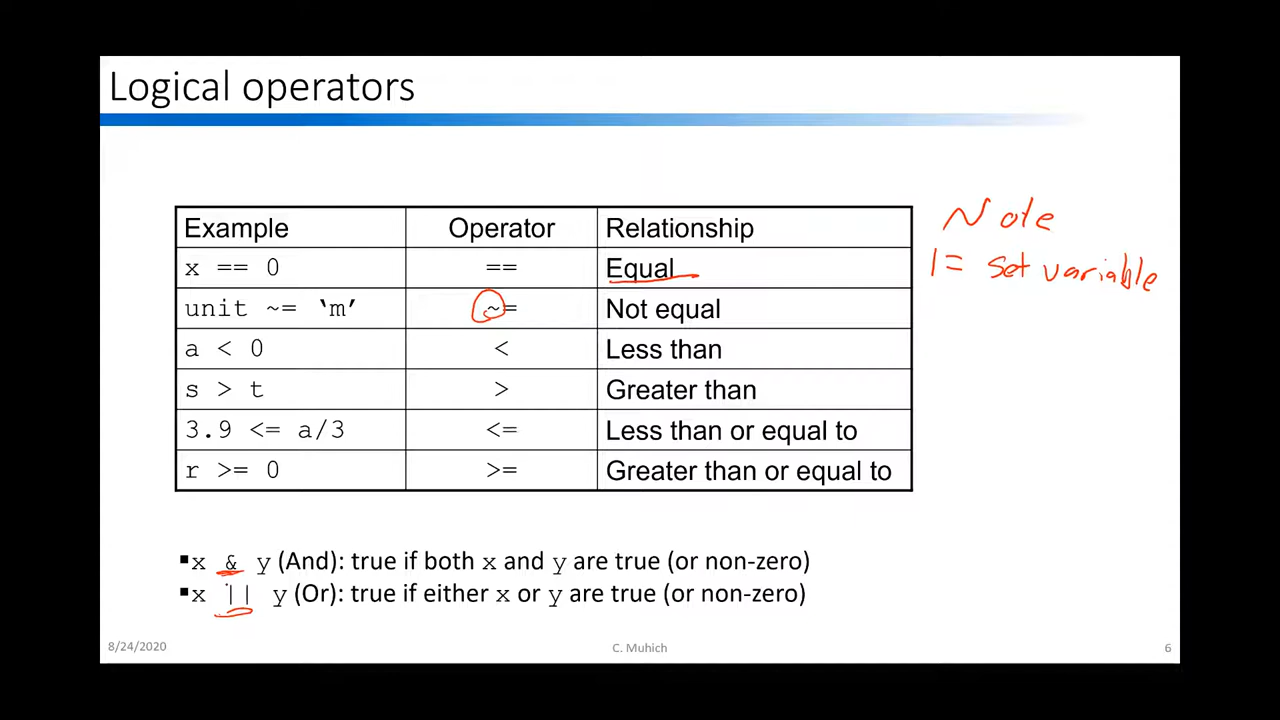 Logical operators
Example Operator Relationship
x == 0 == Equal
unit ~= ‘m’ ~= Not equal
a < 0 < Less than
s > t > Greater than
3.9 <= a/3 <= Less than or equal to
r >= 0 >= Greater than or equal to
Note
1= set variable
▪x & y (And): true if both x and y are true (or non-zero)
▪x || y (Or): true if either x or y are true (or non-zero)
8/24/2020 C. Muhich 6